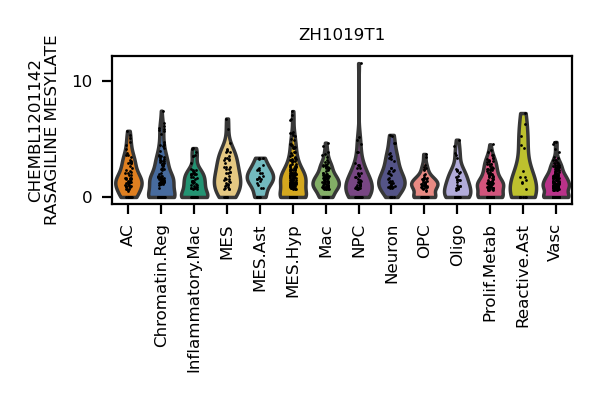 ZH1019T1
CHEMBL1201142
RASAGILINE MESYLATE
10
0
AC
Chromatin.Reg
Inflammatory.Mac
MES
MES.Ast
MES.Hyp
Mac
NPC
Neuron
OPC
Oligo
Prolif.Metab
Reactive.Ast
Vasc